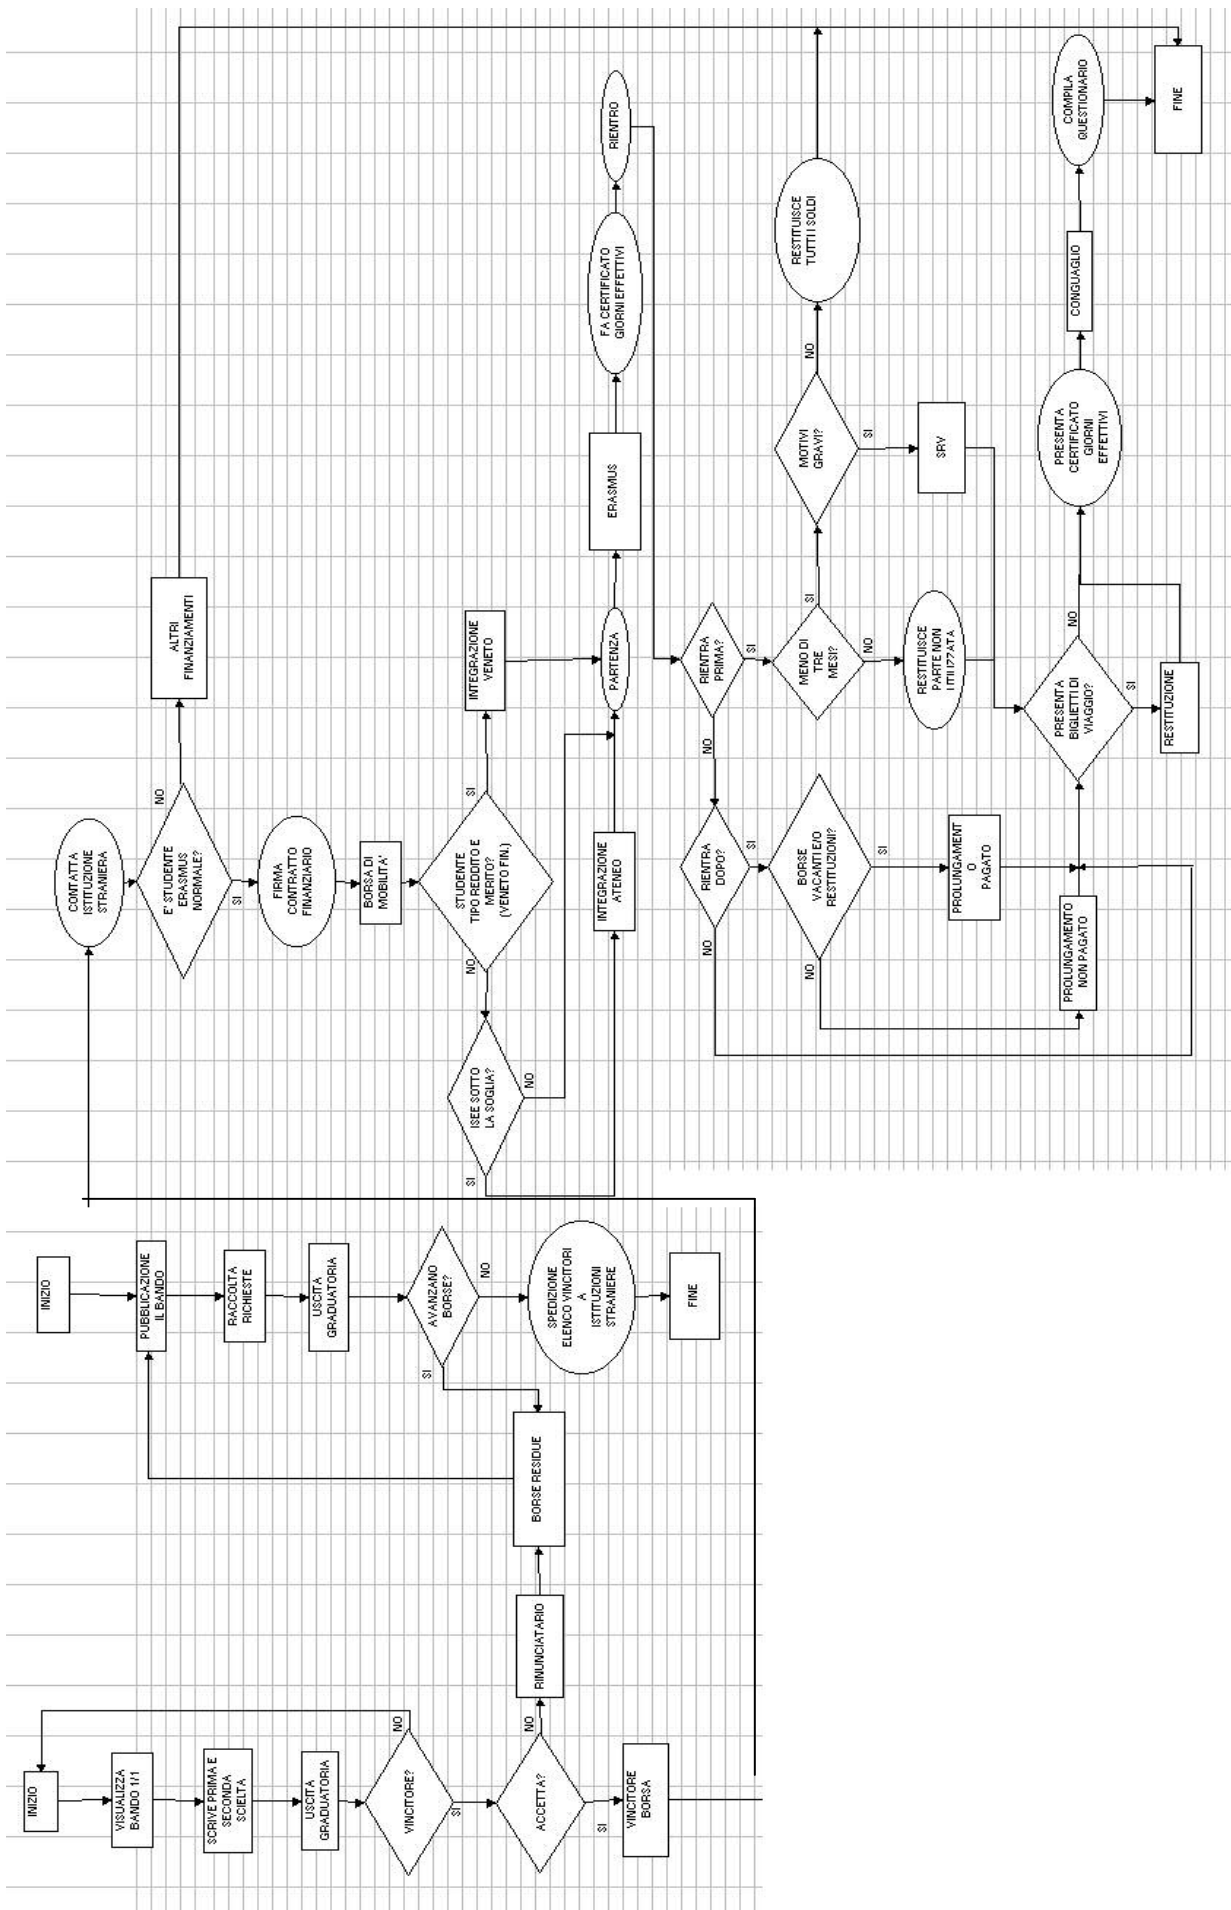 INIZIO
VISUALIZZA
BANDO 1/1
SCRIVE PRIMA E
SECONDA
SCIELTA
USCITA
GRADUATORIA
VINCITORE?
NO
SI
ACCETTA?
NO
SI
VINCITORE
BORSA
RINUNCIATARIO
BORSE RESIDUE
INIZIO
PUBBLICAZIONE
IL BANDO
RACCOLTA
RICHIESTE
USCITA
GRADUATORIA
AVANZANO
BORSE?
SI
NO
SPEDIZIONE
ELENCO VINCITORI
A
ISTITUZIONI
STRANIERE
FINE
CONTATTA
ISTITUZIONE
STRANIERA
E' STUDENTE
ERASMUS
NORMALE?
NO
SI
ALTRI
FINANZIAMENTI
FIRMA
CONTRATTO
FINANZIARIO
BORSA DI
MOBILITA'
STUDENTE
TIPO REDDITO E
MERITO?
(VENETO FIN.)
NO
SI
ISEE SOTTO
LA SOGLIA?
SI
NO
INTEGRAZIONE
VENETO
INTEGRAZIONE
ATENEO
PARTENZA
ERASMUS
FA CERTIFICATO
GIORNI EFFETTIVI
RIENTRO
RIENTRA
PRIMA?
NO
SI
RIENTRA
DOPO?
NO
SI
MENO DI
TRE
MESI?
SI
NO
MOTIVI
GRAVI?
NO
SI
RESTITUISCE
TUTTI I SOLDI
SRV
RESTITUISCE
PARTE NON
UTILIZZATA
BORSE
VACANTI E/O
RESTITUZIONI?
NO
SI
PROLUNGAMENT
O
PAGATO
PROLUNGAMENTO
NON PAGATO
PRESENTA
BIGLIETTI DI
VIAGGIO?
NO
SI
RESTITUZIONE
PRESENTA
CERTIFICATO
GIORNI
EFFETTIVI
CONGUAGLIO
COMPILA
QUESTIONARIO
FINE